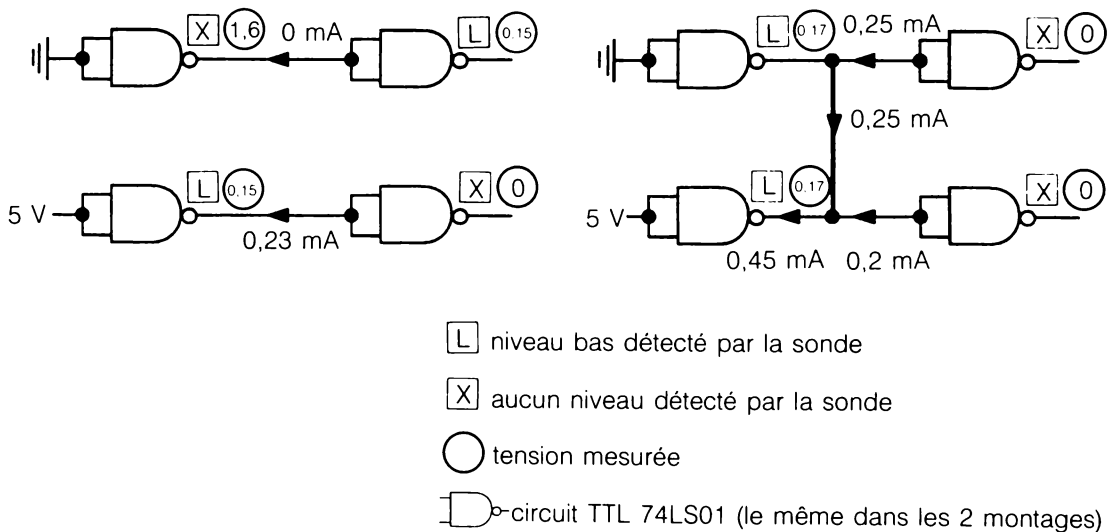 X 1,6 0 mA L 0.15
L 0.17 0,25 mA X 0
0,25 mA
5 V L 0.15 X 0
0,23 mA
5 V L 0.17 X 0
0,45 mA 0,2 mA
L niveau bas détecté par la sonde
X aucun niveau détecté par la sonde
tension mesurée
circuit TTL 74LS01 (le même dans les 2 montages)